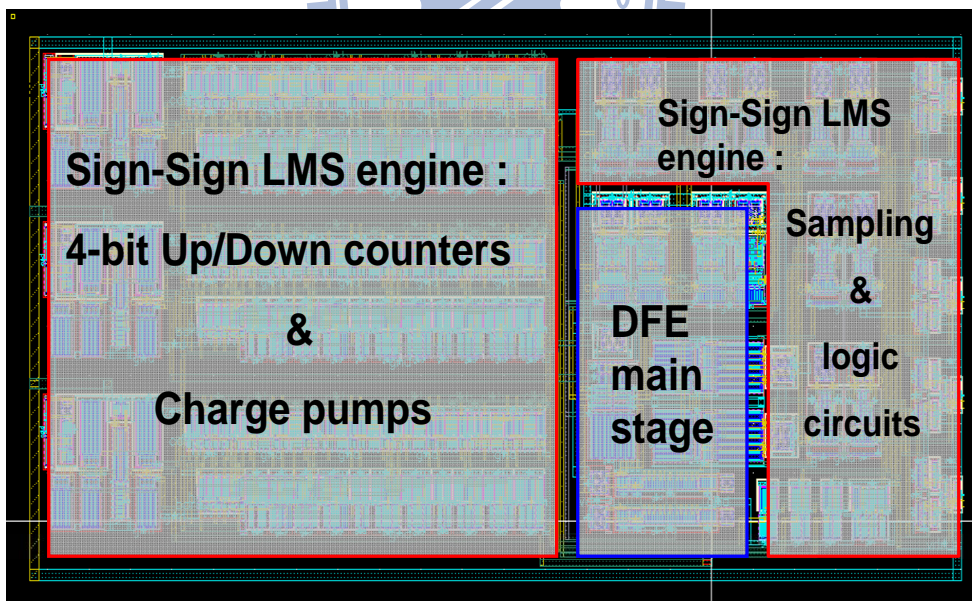 Sign-Sign LMS engine :
4-bit Up/Down counters
&
Charge pumps
Sign-Sign LMS
engine :
Sampling
&
logic
circuits
DFE
main
stage